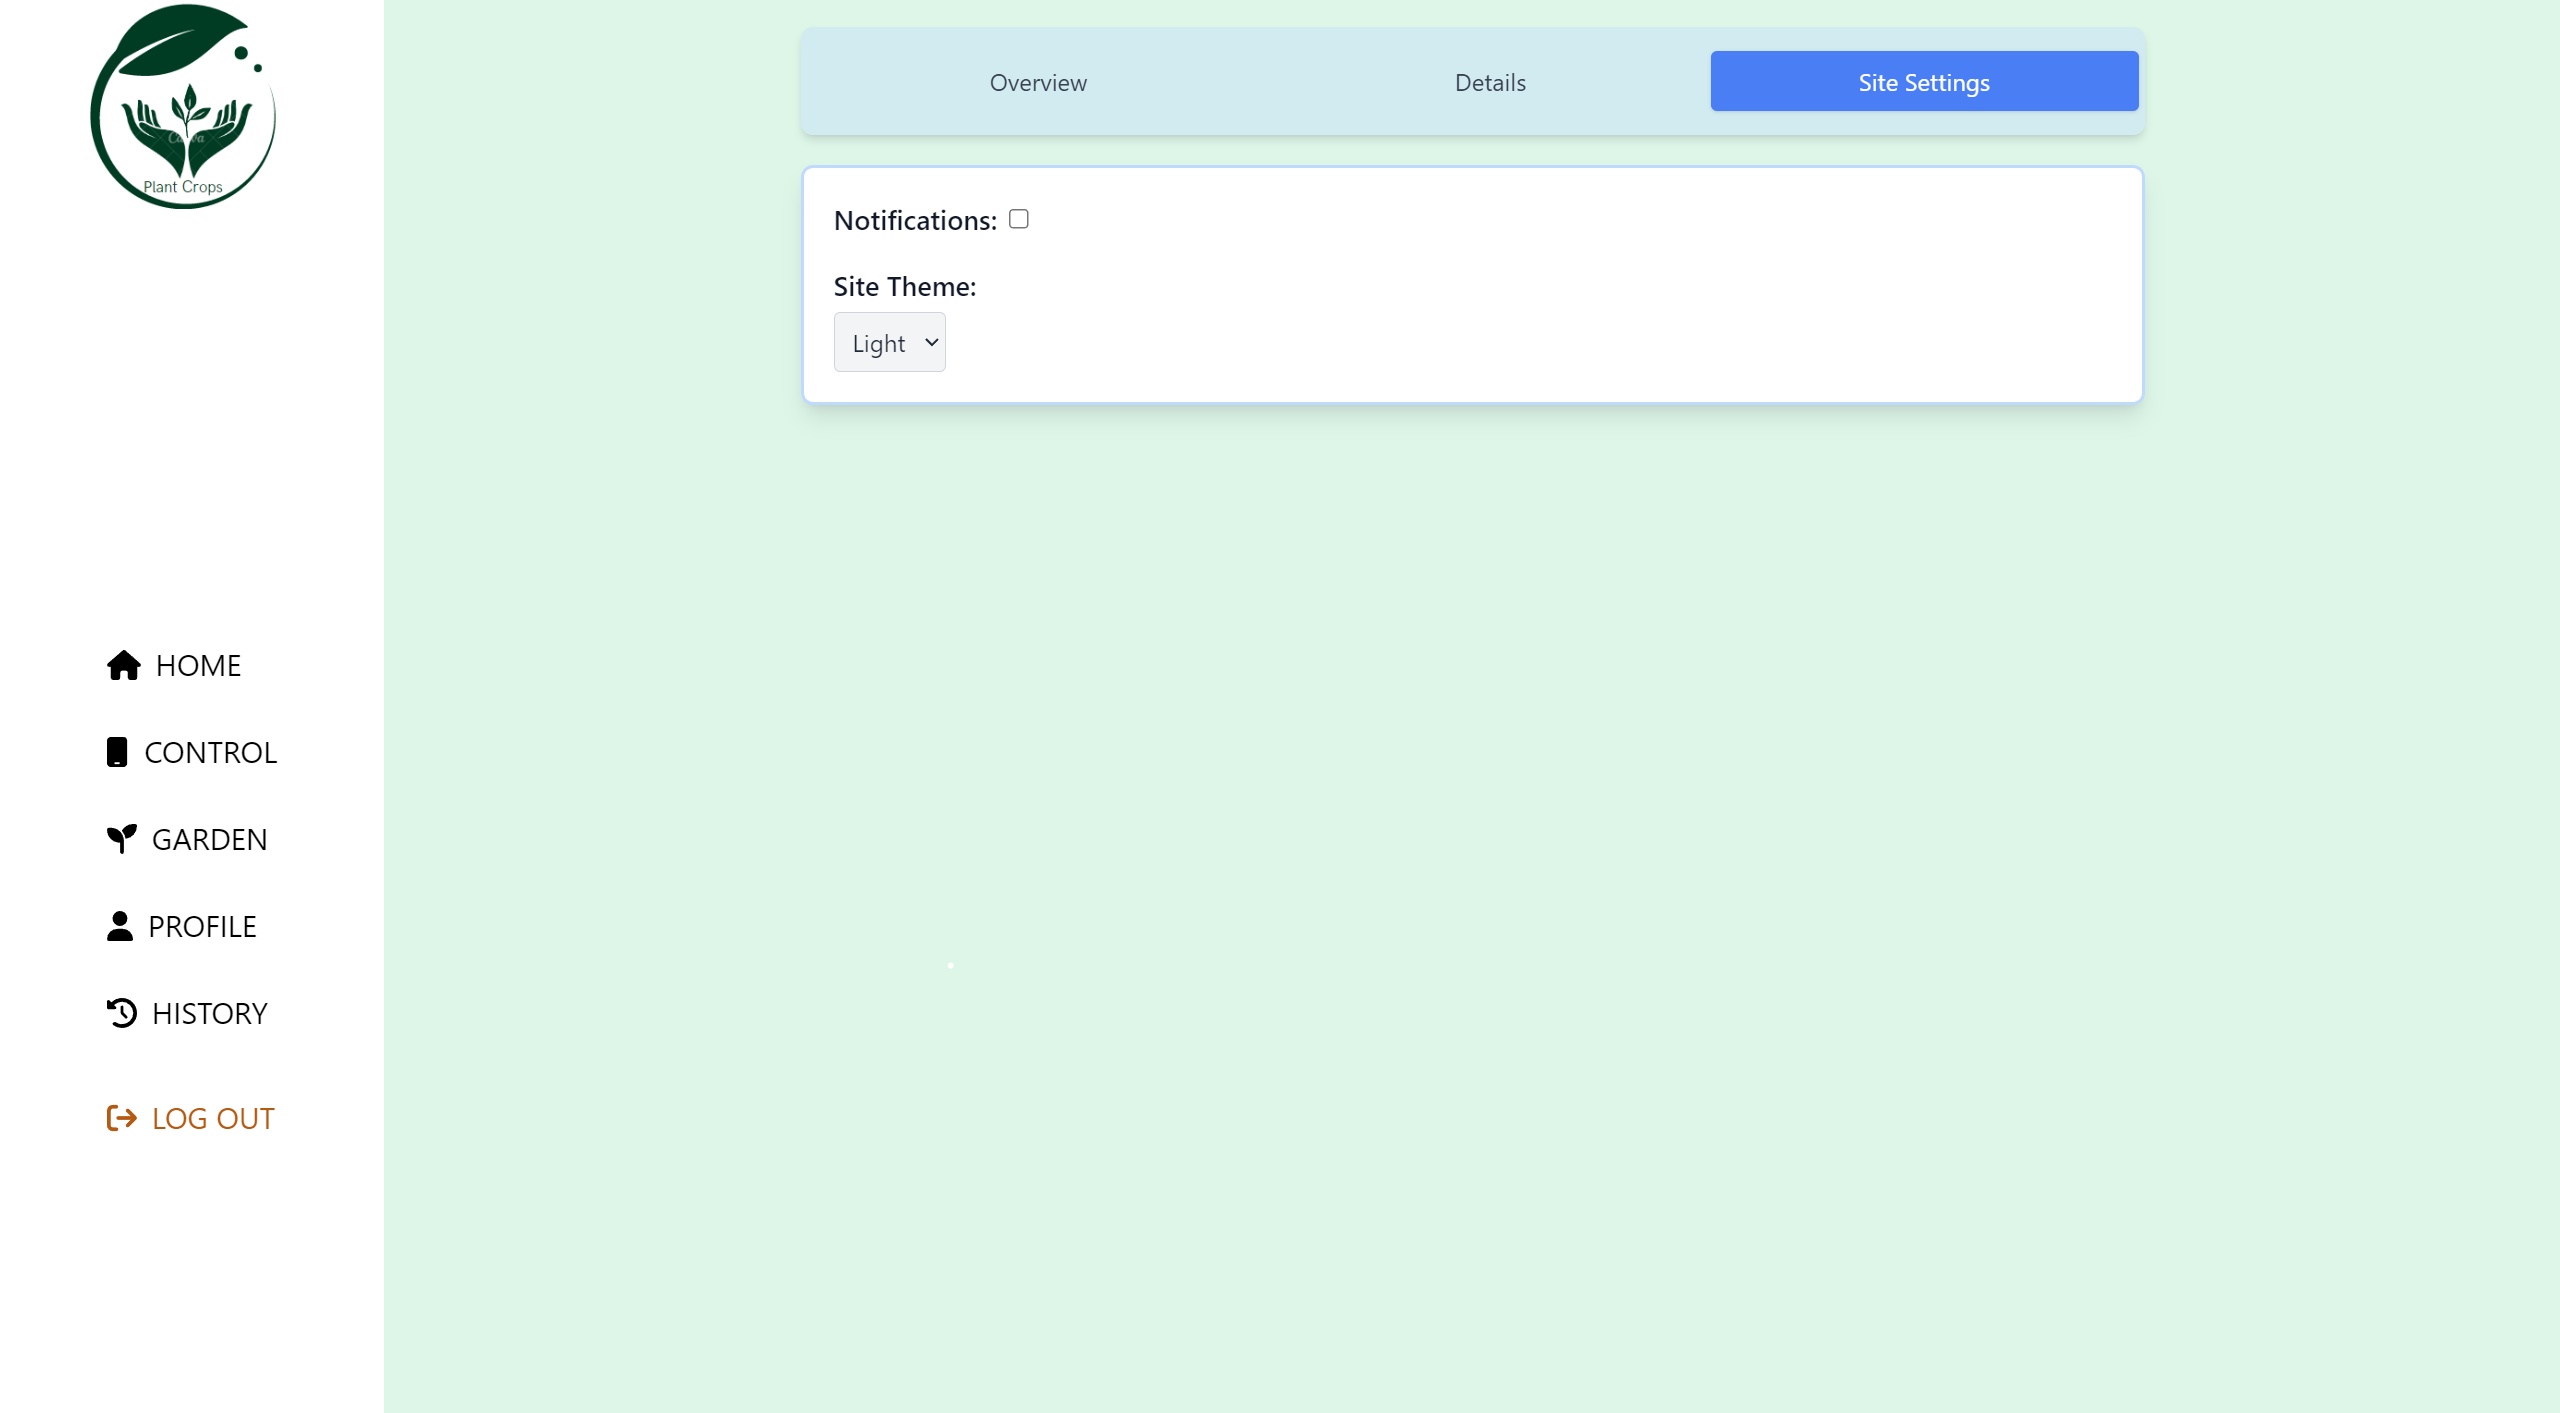 Plant Crops
HOME
CONTROL
GARDEN
PROFILE
HISTORY
LOG OUT
Overview
Details
Site Settings
Notifications:
Site Theme:
Light